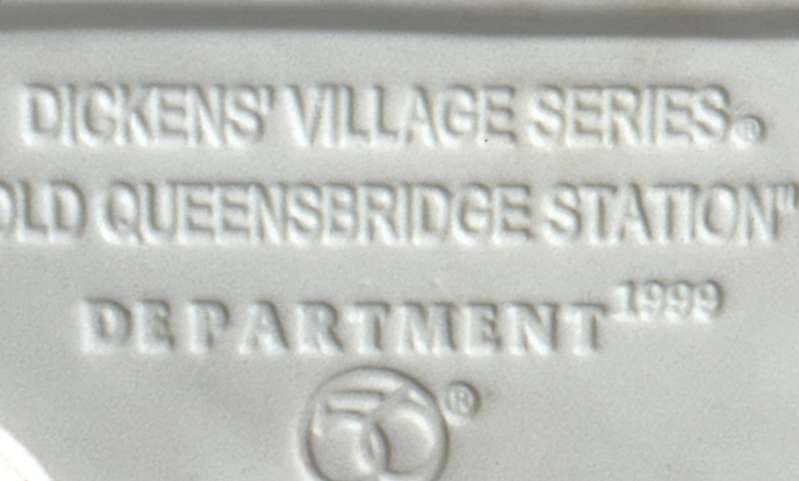 DICKENS' VILLAGE SERIES®
OLD QUEENSBRIDGE STATION"
DEPARTMENT 1999
56 ®